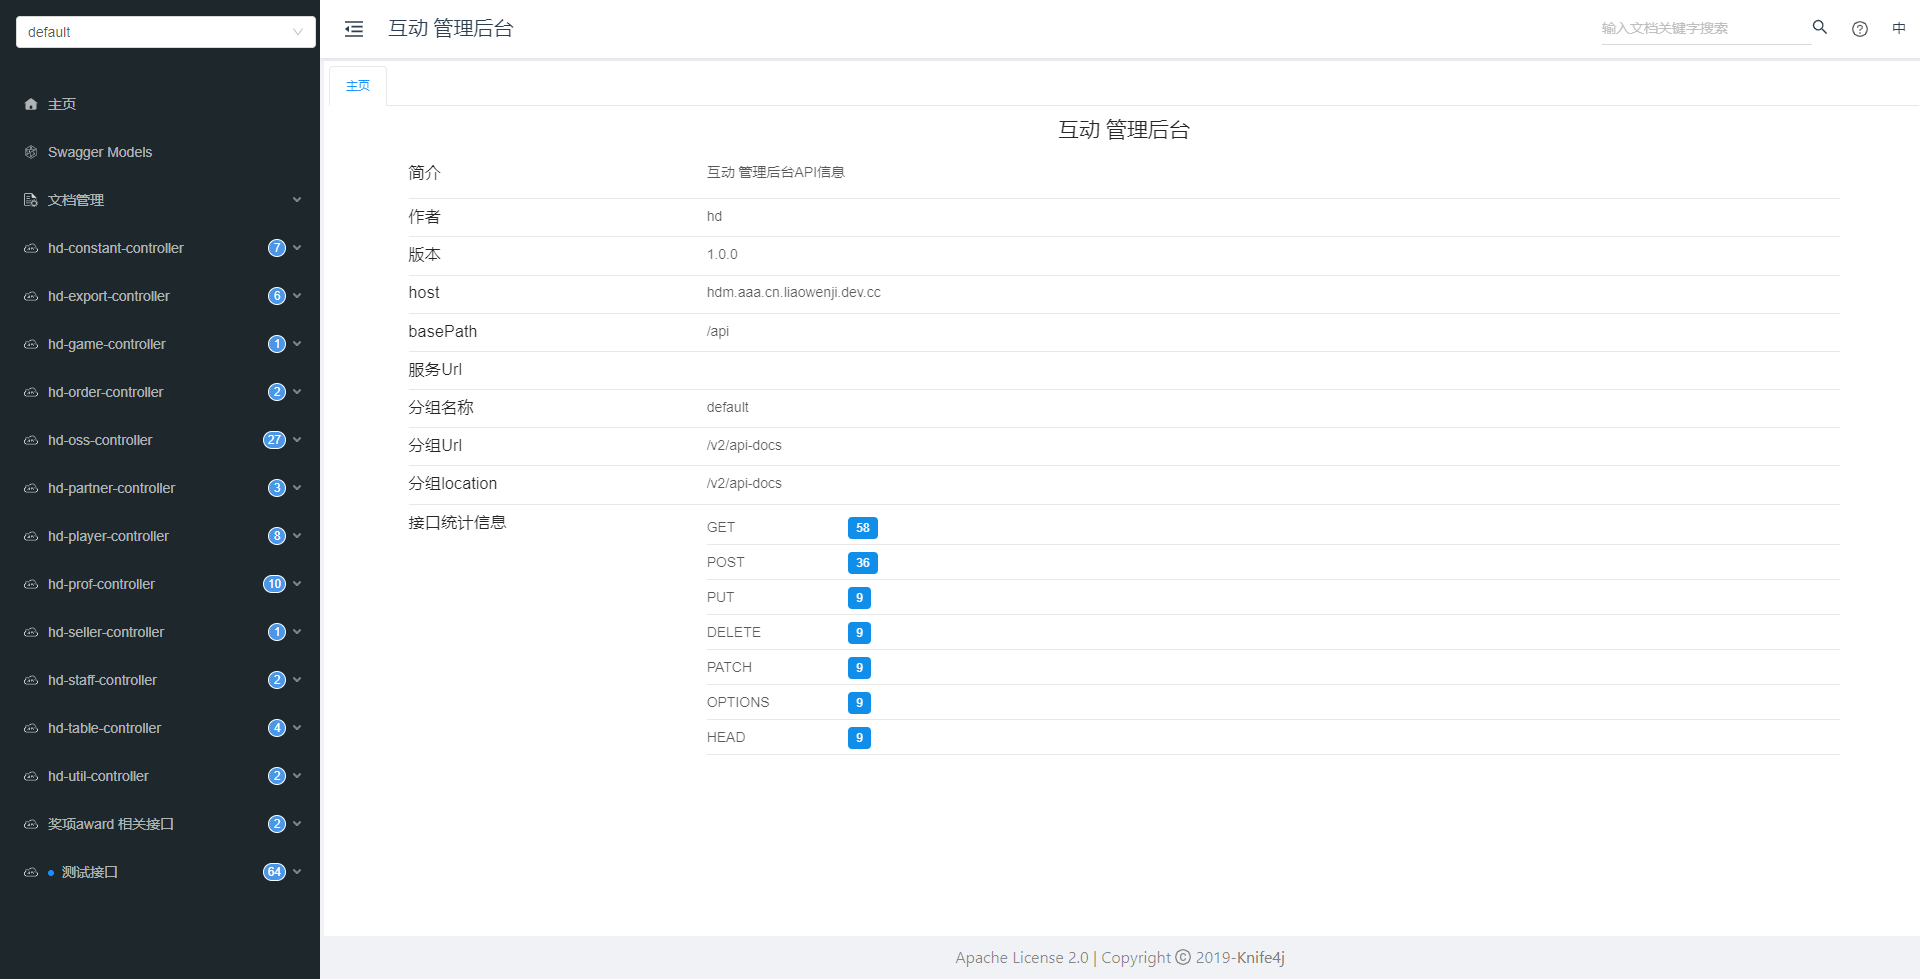 default
主页
Swagger Models
文档管理
hd-constant-controller 7
hd-export-controller 6
hd-game-controller 1
hd-order-controller 2
hd-oss-controller 27
hd-partner-controller 3
hd-player-controller 8
hd-prof-controller 10
hd-seller-controller 1
hd-staff-controller 2
hd-table-controller 4
hd-util-controller 2
奖项award 相关接口 2
测试接口 64
互动 管理后台
输入文档关键字搜索
中
主页
互动 管理后台
简介 互动 管理后台API信息
作者 hd
版本 1.0.0
host hdm.aaa.cn.liaowenji.dev.cc
basePath /api
服务Url
分组名称 default
分组Url /v2/api-docs
分组location /v2/api-docs
接口统计信息
GET 58
POST 36
PUT 9
DELETE 9
PATCH 9
OPTIONS 9
HEAD 9
Apache License 2.0 | Copyright © 2019-Knife4j